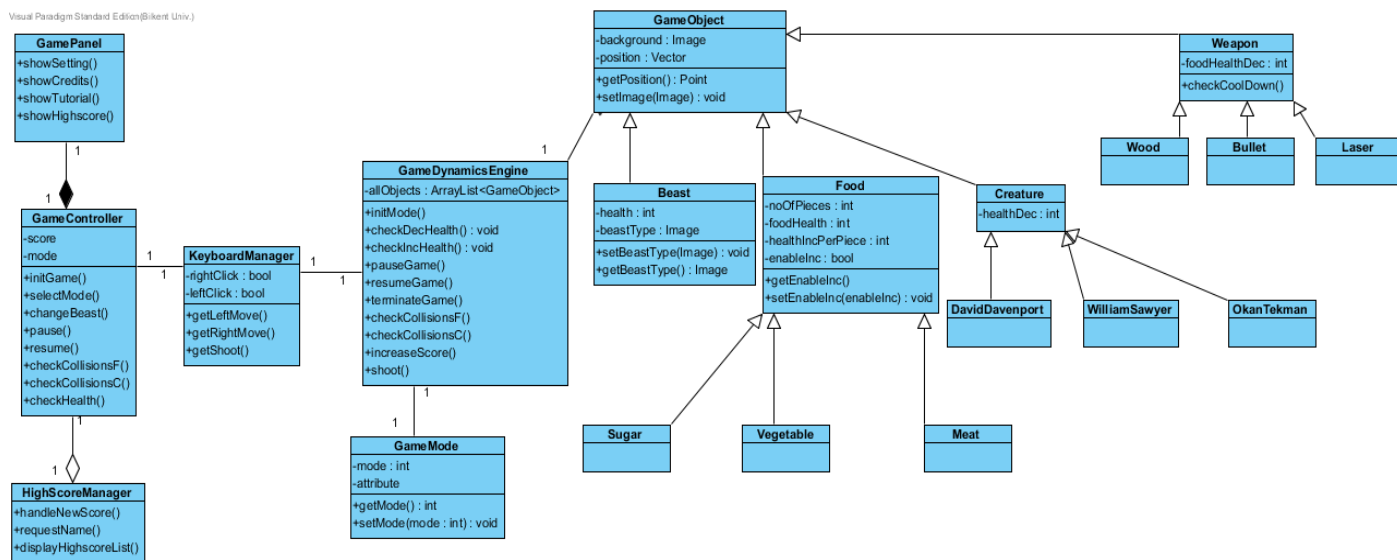 Visual Paradigm Standard Edition(Bilkent Univ.)
GamePanel
+showSetting()
+showCredits()
+showTutorial()
+showHighscore()
1
1
GameController
-score
-mode
+initGame()
+selectMode()
+changeBeast()
+pause()
+resume()
+checkCollisionsF()
+checkCollisionsC()
+checkHealth()
1
1
HighScoreManager
+handleNewScore()
+requestName()
+displayHighscoreList()
1
1
KeyboardManager
-rightClick : bool
-leftClick : bool
+getLeftMove()
+getRightMove()
+getShoot()
1
1
GameDynamicsEngine
-allObjects : ArrayList<GameObject>
+initMode()
+checkDecHealth() : void
+checkIncHealth() : void
+pauseGame()
+resumeGame()
+terminateGame()
+checkCollisionsF()
+checkCollisionsC()
+increaseScore()
+shoot()
1
1
1
GameMode
-mode : int
-attribute
+getMode() : int
+setMode(mode : int) : void
GameObject
-background : Image
-position : Vector
+getPosition() : Point
+setImage(Image) : void
Beast
-health : int
-beastType : Image
+setBeastType(Image) : void
+getBeastType() : Image
Food
-noOfPieces : int
-foodHealth : int
-healthIncPerPiece : int
-enableInc : bool
+getEnableInc()
+setEnableInc(enableInc) : void
Sugar
Vegetable
Meat
Creature
-healthDec : int
DavidDavenport
WilliamSawyer
OkanTekman
Weapon
-foodHealthDec : int
+checkCoolDown()
Wood
Bullet
Laser